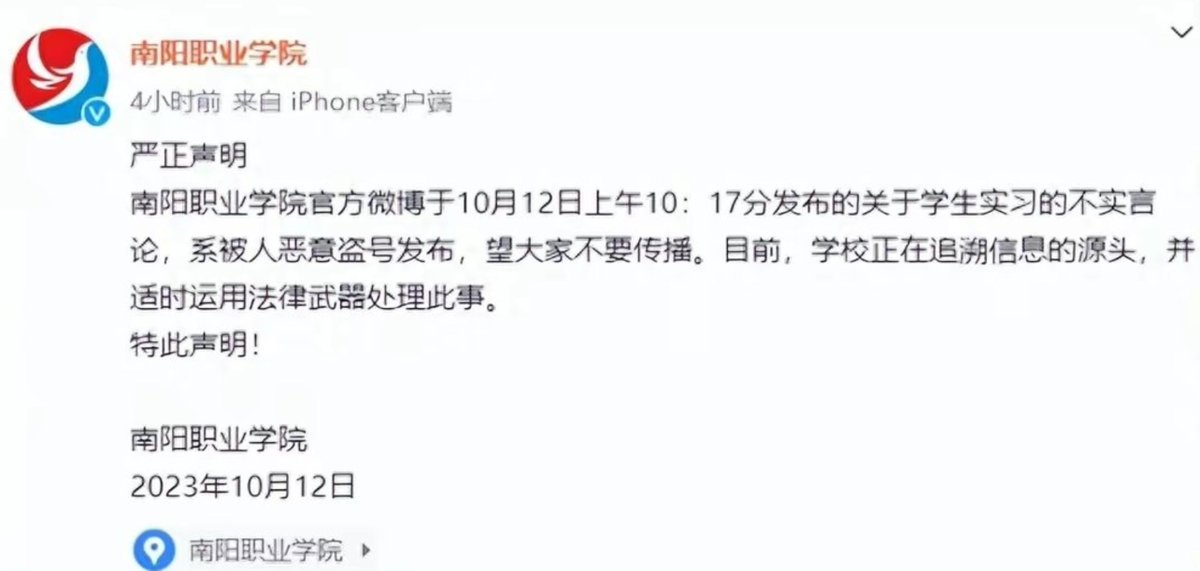 南阳职业学院
4小时前 来自 iPhone客户端
严正声明
南阳职业学院官方微博于10月12日上午10：17分发布的关于学生实习的不实言
论，系被人恶意盗号发布，望大家不要传播。目前，学校正在追溯信息的源头，并
适时运用法律武器处理此事。
特此声明！
南阳职业学院
2023年10月12日
南阳职业学院